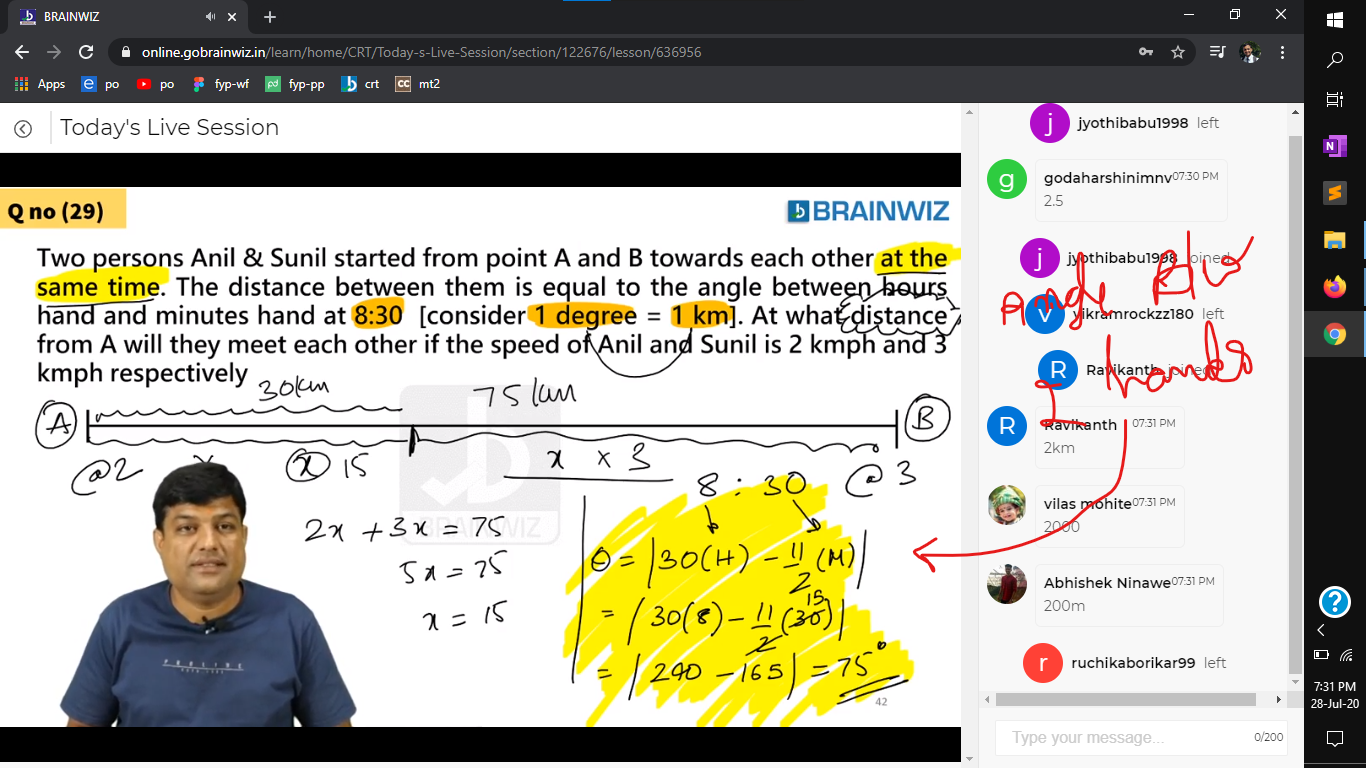 BRAINWIZ
online.gobrainwiz.in/learn/home/CRT/Today-s-Live-Session/section/122676/lesson/636956
Apps po po fyp-wf fyp-pp crt mt2
Today's Live Session
Q no (29)
BRAINWIZ
Two persons Anil & Sunil started from point A and B towards each other at the
same time. The distance between them is equal to the angle between hours
hand and minutes hand at 8:30 [consider 1 degree = 1 km]. At what distance
from A will they meet each other if the speed of Anil and Sunil is 2 kmph and 3
kmph respectively
30km
75 km
A
B
@2
x 15
x × 3
@ 3
8 : 30
2x + 3x = 75
5x = 75
x = 15
θ = |30(H) - 11/2 (M)|
= |30(8) - 11/2 (30)| 15
= |240 - 165| = 75°
BRAINWIZ
42
j jyothibabu1998 left
g godaharshinimnv 07:30 PM
2.5
j jyothibabu1998 joined
Angle B/w
v vikramrockzz180 left
R Ravikanth joined
2 hands
R Ravikanth 07:31 PM
2km
vilas mohite 07:31 PM
2000
Abhishek Ninawe 07:31 PM
200m
r ruchikaborikar99 left
Type your message... 0/200
7:31 PM
28-Jul-20